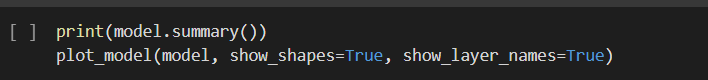 [ ] print(model.summary())
plot_model(model, show_shapes=True, show_layer_names=True)